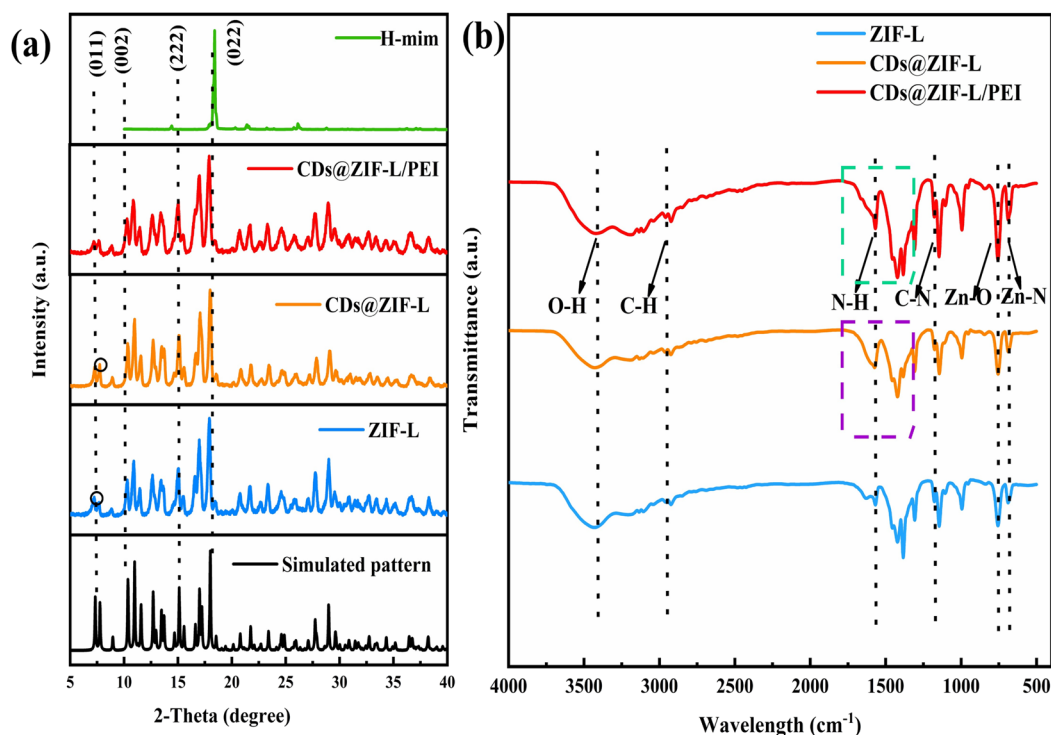 (a)
(011)
(002)
(222)
(022)
H-mim
CDs@ZIF-L/PEI
CDs@ZIF-L
ZIF-L
Simulated pattern
Intensity (a.u.)
5 10 15 20 25 30 35 40
2-Theta (degree)
(b)
ZIF-L
CDs@ZIF-L
CDs@ZIF-L/PEI
O-H
C-H
N-H
C-N
Zn-O
Zn-N
Transmittance (a.u.)
4000 3500 3000 2500 2000 1500 1000 500
Wavelength (cm-1)